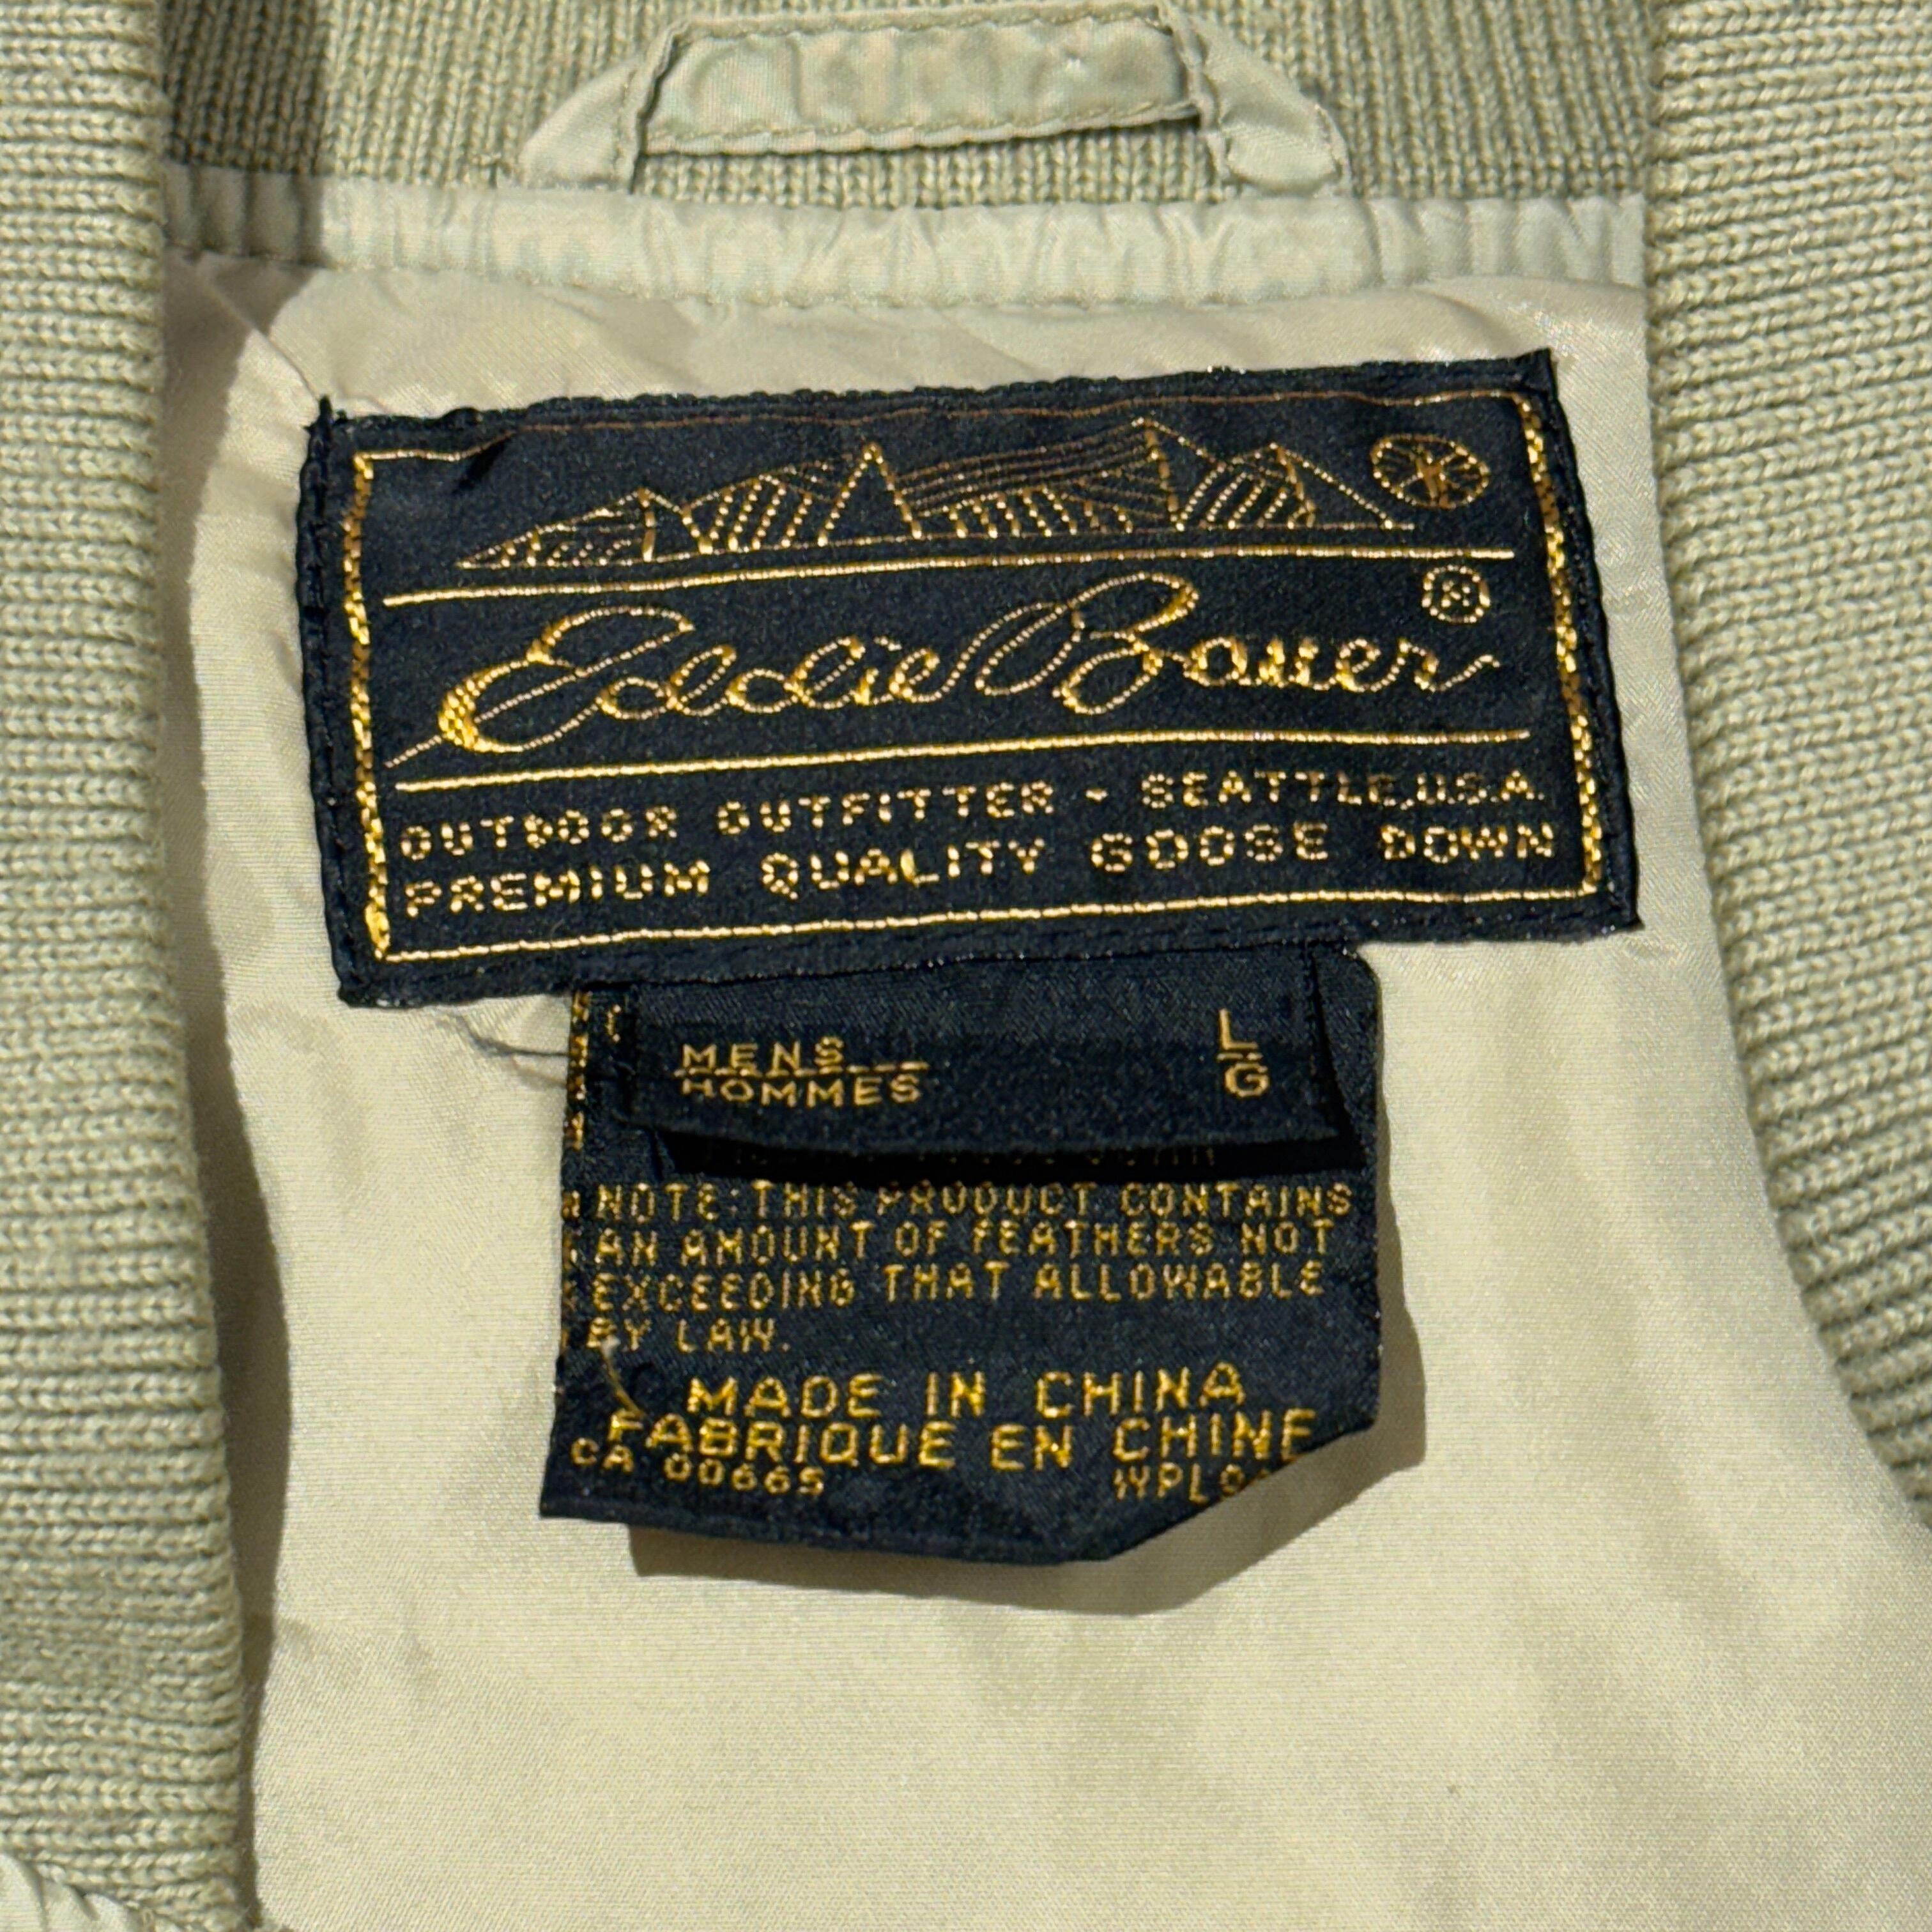 Eddie Bauer ®
OUTDOOR OUTFITTER - SEATTLE, U.S.A.
PREMIUM QUALITY GOOSE DOWN
MENS L
HOMMES G
NOTE: THIS PRODUCT CONTAINS
AN AMOUNT OF FEATHERS NOT
EXCEEDING THAT ALLOWABLE
BY LAW.
MADE IN CHINA
FABRIQUE EN CHINE
CA 00665